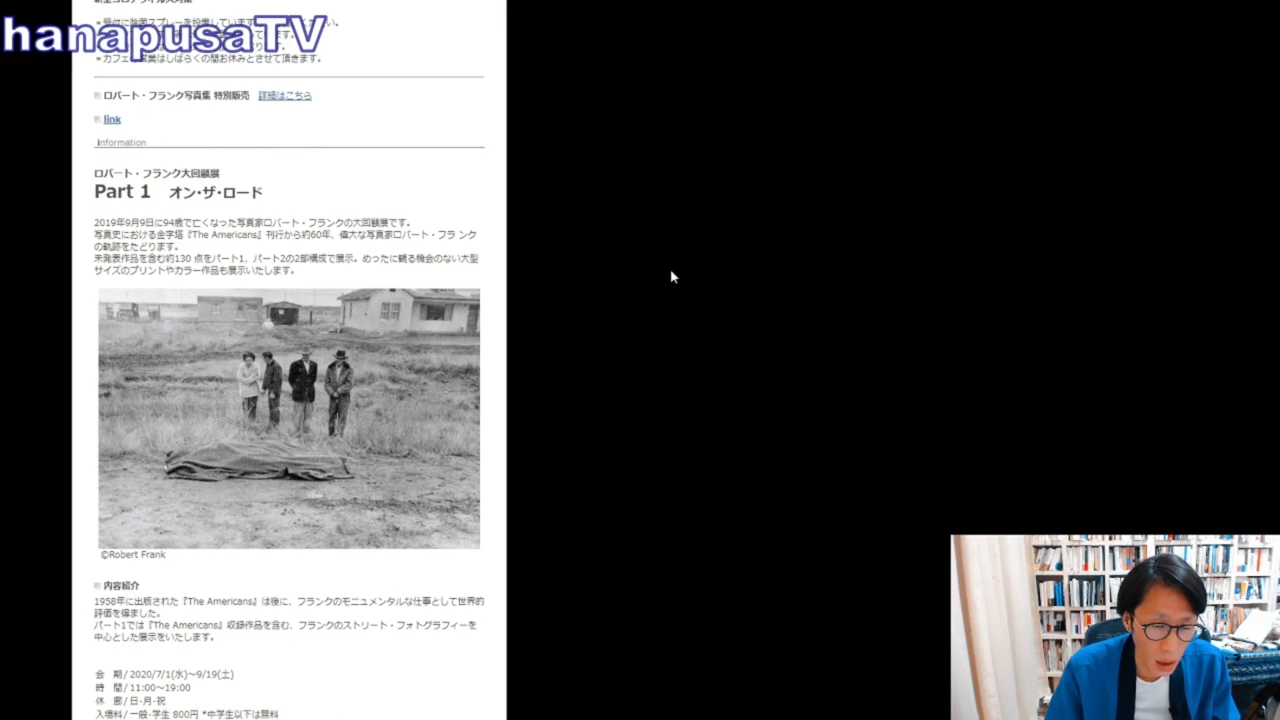 hanapusaTV
＊カフェ
はしばらくの間お休みとさせて頂きます。
ロバート・フランク写真集 特別販売 詳細はこちら
link
information
ロバート・フランク大回顧展
Part 1 オン・ザ・ロード
2019年9月9日に94歳で亡くなった写真家ロバート・フランクの大回顧展です。
写真史における金字塔『The Americans』刊行から約60年、偉大な写真家ロバート・フラ ンク
の軌跡をたどります。
未発表作品を含む約130 点をパート1、パート2の2部構成で展示。めったに観る機会のない大型
サイズのプリントやカラー作品も展示いたします。
©Robert Frank
内容紹介
1958年に出版された『The Americans』は後に、フランクのモニュメンタルな仕事として世界的
評価を得ました。
パート1では『The Americans』収録作品を含む、フランクのストリート・フォトグラフィーを
中心とした展示をいたします。
会 期 / 2020/7/1(水)〜9/19(土)
時 間 / 11:00〜19:00
休 廊 / 日・月・祝
入場料 / 一般・学生 800円 *中学生以下は無料